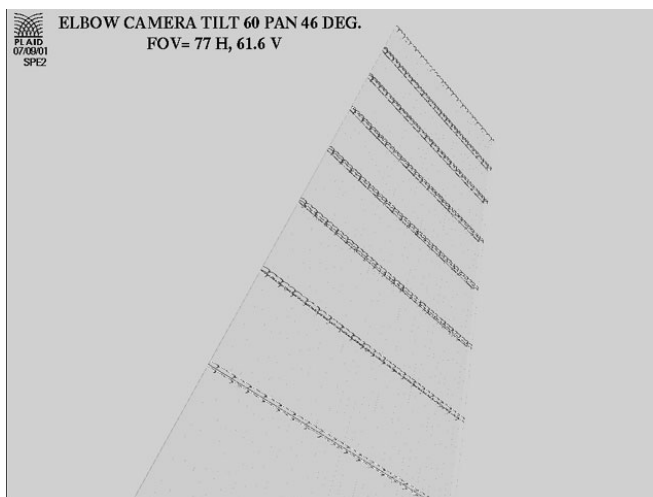 ELBOW CAMERA TILT 60 PAN 46 DEG.
FOV= 77 H, 61.6 V
PLAID
07/09/01
SPE2